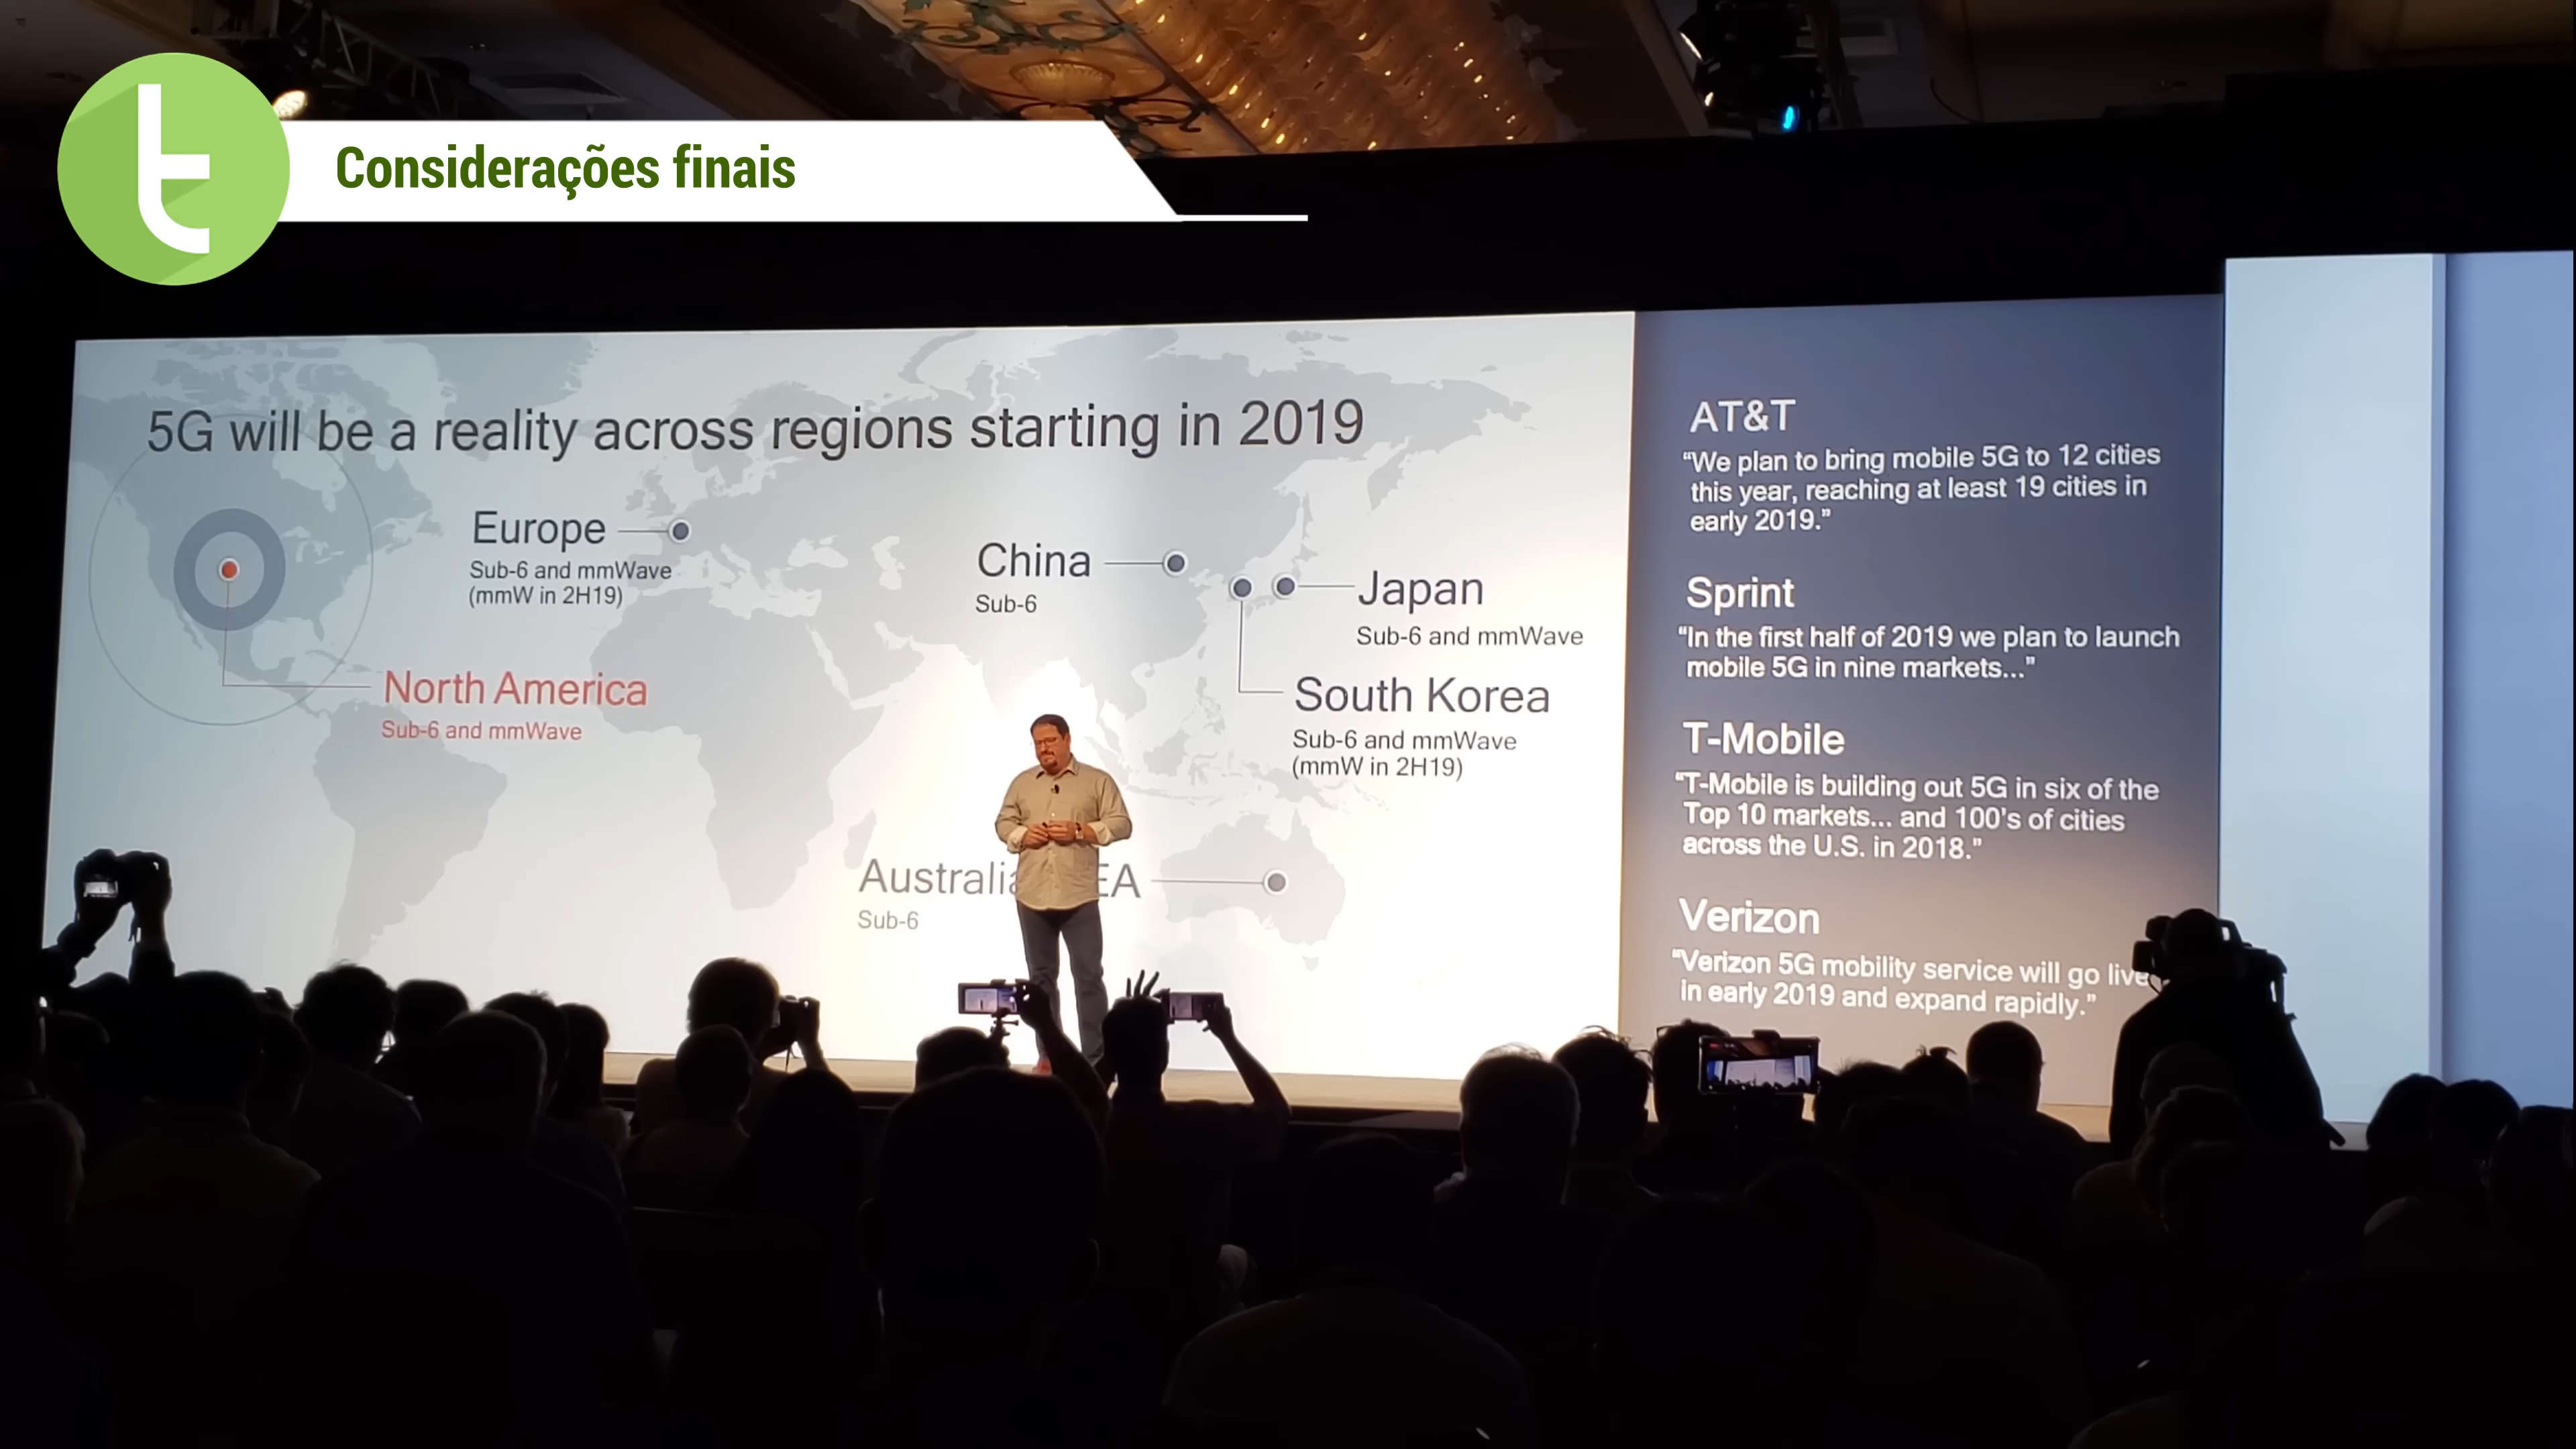 Considerações finais
5G will be a reality across regions starting in 2019
Europe
Sub-6 and mmWave
(mmW in 2H19)
North America
Sub-6 and mmWave
China
Sub-6
Japan
Sub-6 and mmWave
South Korea
Sub-6 and mmWave
(mmW in 2H19)
Australia EA
Sub-6
AT&T
“We plan to bring mobile 5G to 12 cities
this year, reaching at least 19 cities in
early 2019.”
Sprint
“In the first half of 2019 we plan to launch
mobile 5G in nine markets...”
T-Mobile
“T-Mobile is building out 5G in six of the
Top 10 markets... and 100's of cities
across the U.S. in 2018.”
Verizon
“Verizon 5G mobility service will go live
in early 2019 and expand rapidly.”